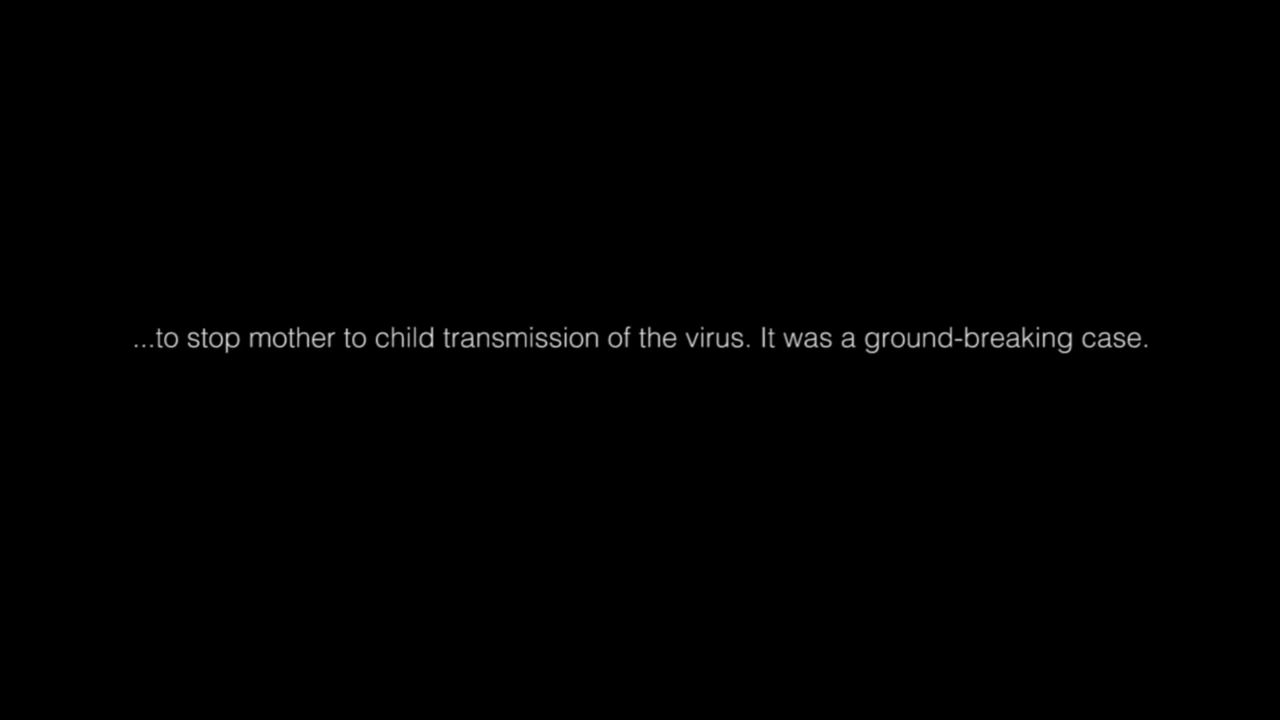 ...to stop mother to child transmission of the virus. It was a ground-breaking case.